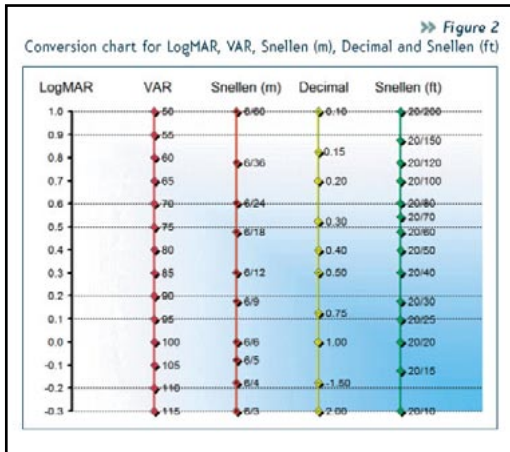 >> Figure 2
Conversion chart for LogMAR, VAR, Snellen (m), Decimal and Snellen (ft)
LogMAR VAR Snellen (m) Decimal Snellen (ft)
1.0 50 6/60 0.10 20/200
0.9 55 20/150
0.15
0.8 60 6/36 20/120
0.7 65 0.20 20/100
0.6 70 6/24 20/80
0.30 20/70
0.5 75 6/18 20/60
0.4 80 0.40 20/50
0.3 85 6/12 0.50 20/40
0.2 90 6/9 20/30
0.75
0.1 95 20/25
0.0 100 6/6 1.00 20/20
-0.1 105 6/5 20/15
-0.2 110 6/4 -1.50
-0.3 115 6/3 2.00 20/10